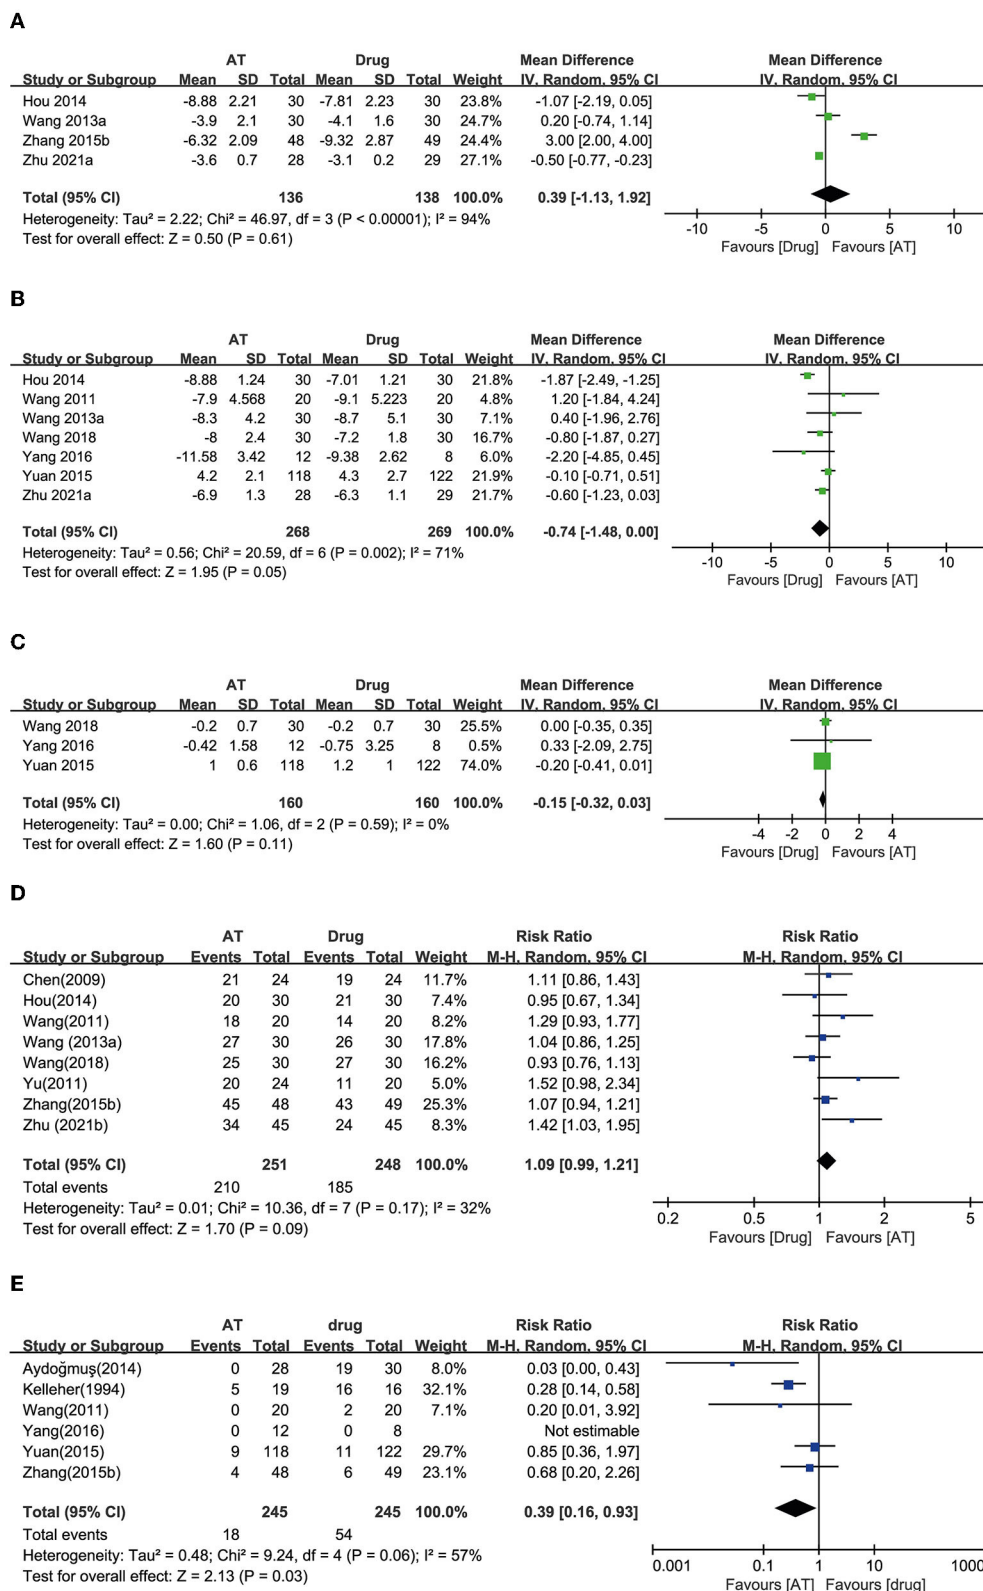 A
AT Drug Mean Difference Mean Difference
Study or Subgroup Mean SD Total Mean SD Total Weight IV, Random, 95% CI IV, Random, 95% CI
Hou 2014 -8.88 2.21 30 -7.81 2.23 30 23.8% -1.07 [-2.19, 0.05]
Wang 2013a -3.9 2.1 30 -4.1 1.6 30 24.7% 0.20 [-0.74, 1.14]
Zhang 2015b -6.32 2.09 48 -9.32 2.87 49 24.4% 3.00 [2.00, 4.00]
Zhu 2021a -3.6 0.7 28 -3.1 0.2 29 27.1% -0.50 [-0.77, -0.23]
Total (95% CI) 136 138 100.0% 0.39 [-1.13, 1.92]
Heterogeneity: Tau² = 2.22; Chi² = 46.97, df = 3 (P < 0.00001); I² = 94%
Test for overall effect: Z = 0.50 (P = 0.61)
-10 -5 0 5 10
Favours [Drug] Favours [AT]
B
AT Drug Mean Difference Mean Difference
Study or Subgroup Mean SD Total Mean SD Total Weight IV, Random, 95% CI IV, Random, 95% CI
Hou 2014 -8.88 1.24 30 -7.01 1.21 30 21.8% -1.87 [-2.49, -1.25]
Wang 2011 -7.9 4.568 20 -9.1 5.223 20 4.8% 1.20 [-1.84, 4.24]
Wang 2013a -8.3 4.2 30 -8.7 5.1 30 7.1% 0.40 [-1.96, 2.76]
Wang 2018 -8 2.4 30 -7.2 1.8 30 16.7% -0.80 [-1.87, 0.27]
Yang 2016 -11.58 3.42 12 -9.38 2.62 8 6.0% -2.20 [-4.85, 0.45]
Yuan 2015 4.2 2.1 118 4.3 2.7 122 21.9% -0.10 [-0.71, 0.51]
Zhu 2021a -6.9 1.3 28 -6.3 1.1 29 21.7% -0.60 [-1.23, 0.03]
Total (95% CI) 268 269 100.0% -0.74 [-1.48, 0.00]
Heterogeneity: Tau² = 0.56; Chi² = 20.59, df = 6 (P = 0.002); I² = 71%
Test for overall effect: Z = 1.95 (P = 0.05)
-10 -5 0 5 10
Favours [Drug] Favours [AT]
C
AT Drug Mean Difference Mean Difference
Study or Subgroup Mean SD Total Mean SD Total Weight IV, Random, 95% CI IV, Random, 95% CI
Wang 2018 -0.2 0.7 30 -0.2 0.7 30 25.5% 0.00 [-0.35, 0.35]
Yang 2016 -0.42 1.58 12 -0.75 3.25 8 0.5% 0.33 [-2.09, 2.75]
Yuan 2015 1 0.6 118 1.2 1 122 74.0% -0.20 [-0.41, 0.01]
Total (95% CI) 160 160 100.0% -0.15 [-0.32, 0.03]
Heterogeneity: Tau² = 0.00; Chi² = 1.06, df = 2 (P = 0.59); I² = 0%
Test for overall effect: Z = 1.60 (P = 0.11)
-4 -2 0 2 4
Favours [Drug] Favours [AT]
D
AT Drug Risk Ratio Risk Ratio
Study or Subgroup Events Total Events Total Weight M-H, Random, 95% CI M-H, Random, 95% CI
Chen(2009) 21 24 19 24 11.7% 1.11 [0.86, 1.43]
Hou(2014) 20 30 21 30 7.4% 0.95 [0.67, 1.34]
Wang(2011) 18 20 14 20 8.2% 1.29 [0.93, 1.77]
Wang (2013a) 27 30 26 30 17.8% 1.04 [0.86, 1.25]
Wang(2018) 25 30 27 30 16.2% 0.93 [0.76, 1.13]
Yu(2011) 20 24 11 20 5.0% 1.52 [0.98, 2.34]
Zhang(2015b) 45 48 43 49 25.3% 1.07 [0.94, 1.21]
Zhu (2021b) 34 45 24 45 8.3% 1.42 [1.03, 1.95]
Total (95% CI) 251 248 100.0% 1.09 [0.99, 1.21]
Total events 210 185
Heterogeneity: Tau² = 0.01; Chi² = 10.36, df = 7 (P = 0.17); I² = 32%
Test for overall effect: Z = 1.70 (P = 0.09)
0.2 0.5 1 2 5
Favours [Drug] Favours [AT]
E
AT drug Risk Ratio Risk Ratio
Study or Subgroup Events Total Events Total Weight M-H, Random, 95% CI M-H, Random, 95% CI
Aydoğmuş(2014) 0 28 19 30 8.0% 0.03 [0.00, 0.43]
Kelleher(1994) 5 19 16 16 32.1% 0.28 [0.14, 0.58]
Wang(2011) 0 20 2 20 7.1% 0.20 [0.01, 3.92]
Yang(2016) 0 12 0 8 Not estimable
Yuan(2015) 9 118 11 122 29.7% 0.85 [0.36, 1.97]
Zhang(2015b) 4 48 6 49 23.1% 0.68 [0.20, 2.26]
Total (95% CI) 245 245 100.0% 0.39 [0.16, 0.93]
Total events 18 54
Heterogeneity: Tau² = 0.48; Chi² = 9.24, df = 4 (P = 0.06); I² = 57%
Test for overall effect: Z = 2.13 (P = 0.03)
0.001 0.1 1 10 1000
Favours [AT] Favours [drug]